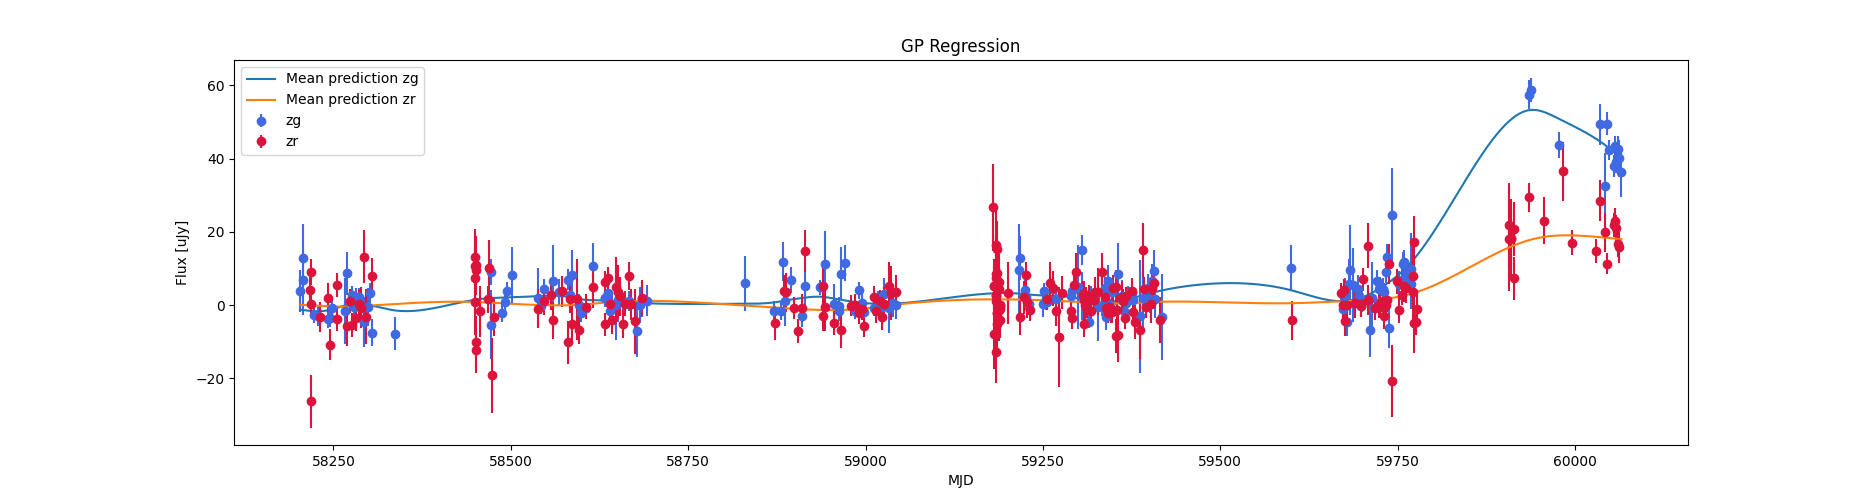 GP Regression
Mean prediction zg
Mean prediction zr
zg
zr
Flux [uJy]
60
40
20
0
−20
58250 58500 58750 59000 59250 59500 59750 60000
MJD